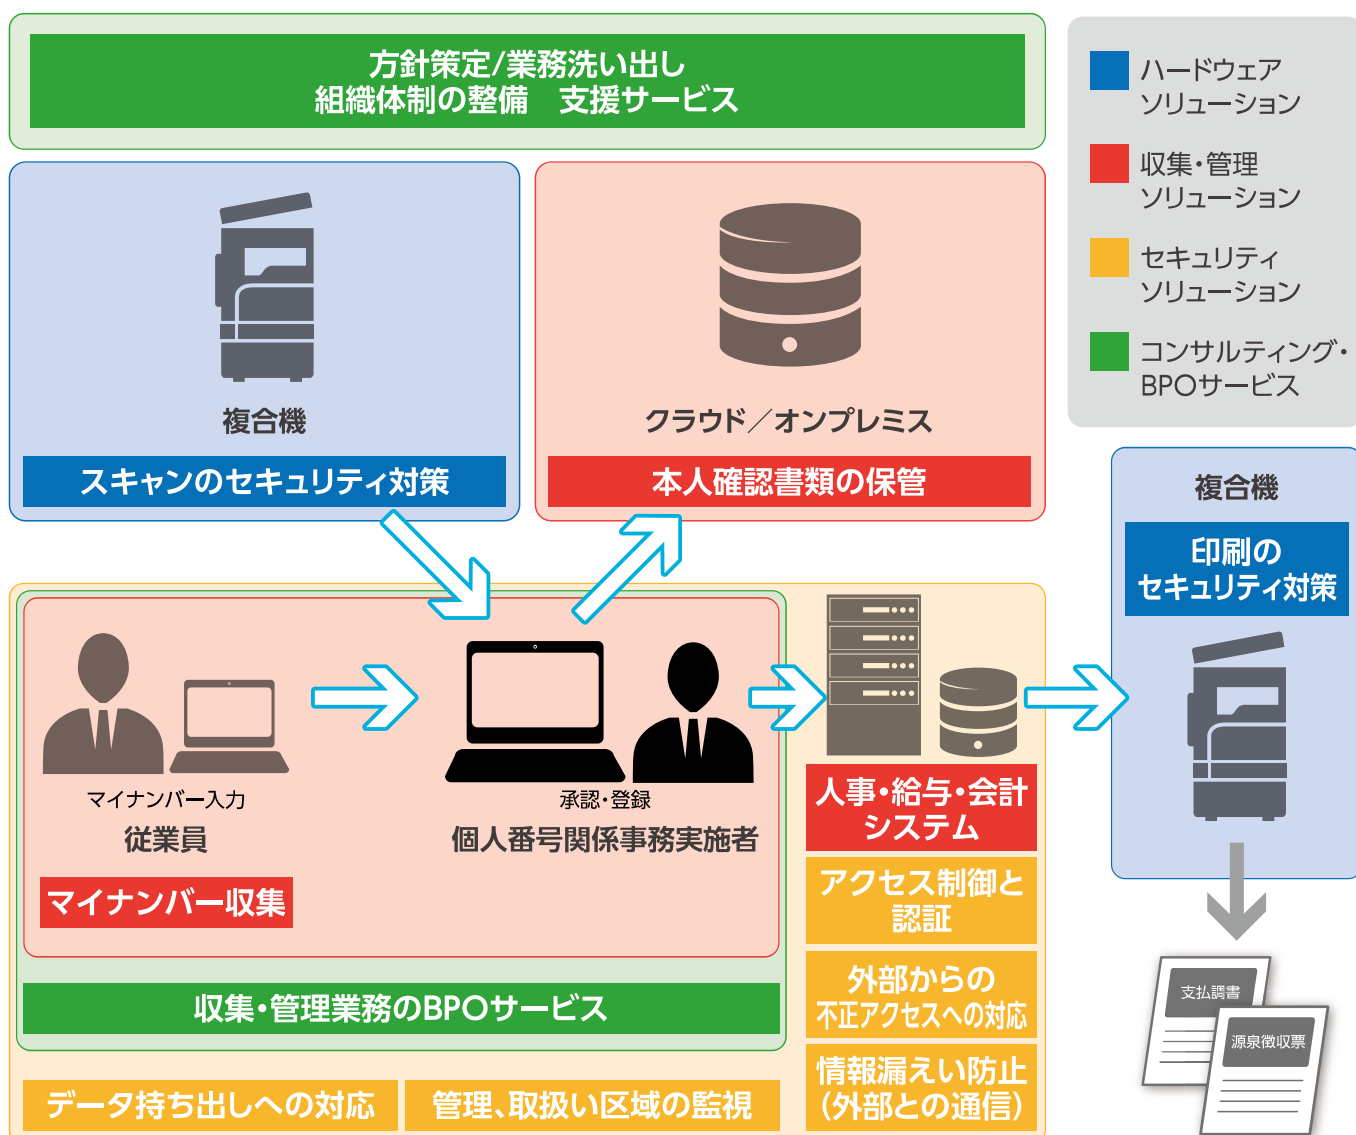 方針策定/業務洗い出し
組織体制の整備　支援サービス
ハードウェア
ソリューション
収集・管理
ソリューション
セキュリティ
ソリューション
コンサルティング・
BPOサービス
複合機
スキャンのセキュリティ対策
クラウド／オンプレミス
本人確認書類の保管
複合機
印刷の
セキュリティ対策
マイナンバー入力
従業員
マイナンバー収集
承認・登録
個人番号関係事務実施者
収集・管理業務のBPOサービス
データ持ち出しへの対応
管理、取扱い区域の監視
人事・給与・会計
システム
アクセス制御と
認証
外部からの
不正アクセスへの対応
情報漏えい防止
（外部との通信）
支払調書
源泉徴収票